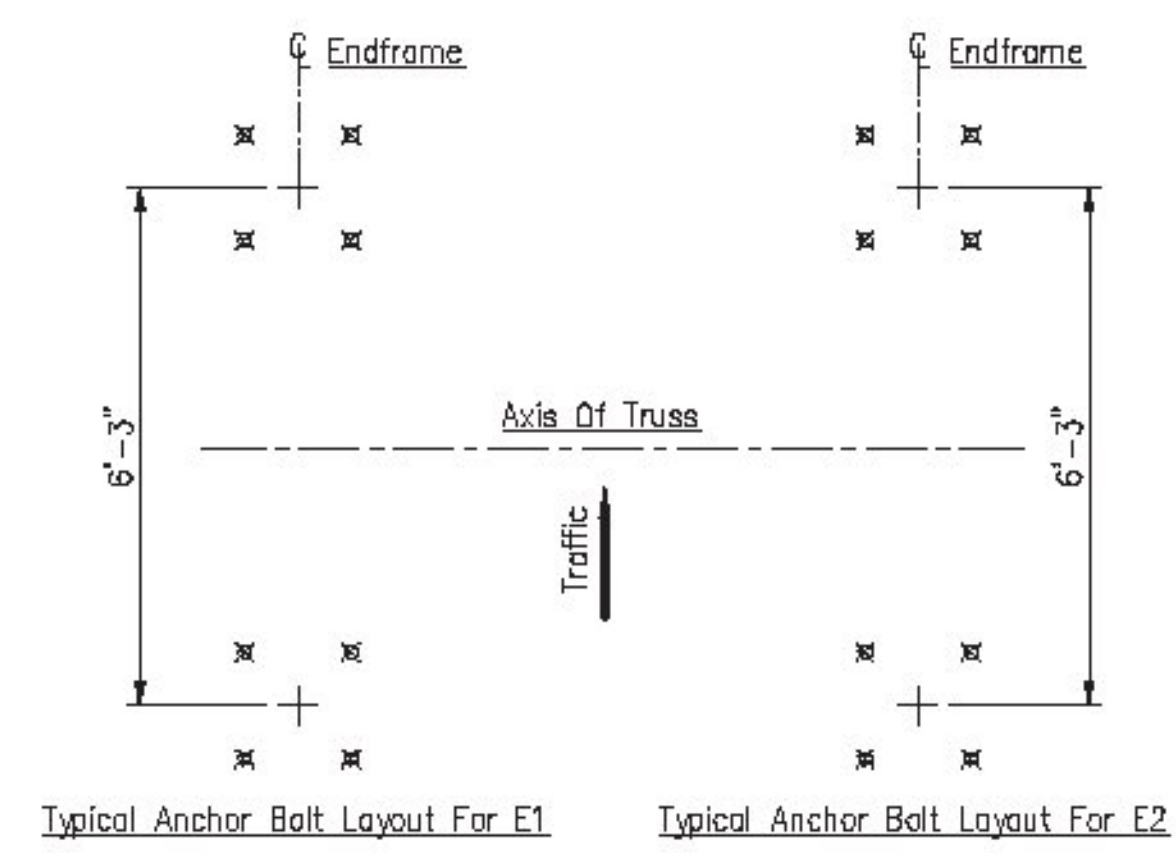 ℄ Endframe
℄ Endframe
6'-3"
Axis Of Truss
6'-3"
Traffic
Typical Anchor Bolt Layout For E1
Typical Anchor Bolt Layout For E2